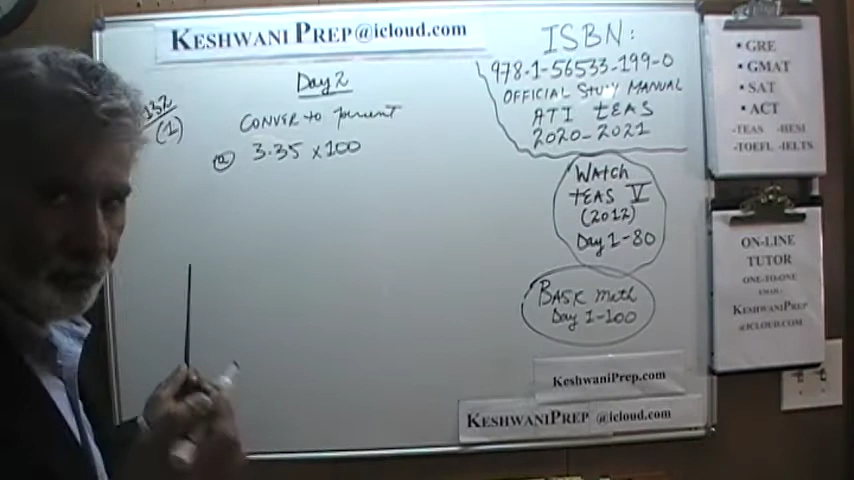 KESHWANI PREP@icloud.com
Day 2
132
(1)
CONVER to percent
(a) 3.35 x 100
ISBN:
978-1-56533-199-0
OFFICIAL STUDY MANUAL
ATI TEAS
2020-2021
WATCH
TEAS V
(2012)
Day 1-80
BASIC Math
Day 1-100
KESHWANIPREP.com
KESHWANIPREP @icloud.com
• GRE
• GMAT
• SAT
• ACT
-TEAS -HESI
-TOEFL -IELTS
ON-LINE
TUTOR
ONE-TO-ONE
KESHWANIPREP
@ICLOUD.COM